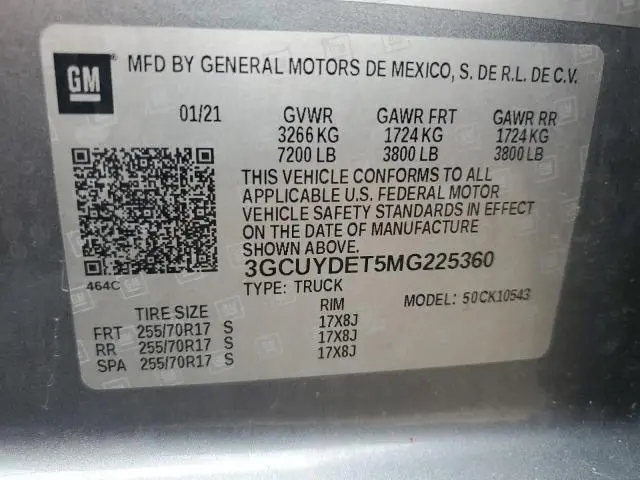 GM
MFD BY GENERAL MOTORS DE MEXICO, S. DE R.L. DE C.V.
01/21 GVWR GAWR FRT GAWR RR
3266 KG 1724 KG 1724 KG
7200 LB 3800 LB 3800 LB
THIS VEHICLE CONFORMS TO ALL
APPLICABLE U.S. FEDERAL MOTOR
VEHICLE SAFETY STANDARDS IN EFFECT
ON THE DATE OF MANUFACTURE
SHOWN ABOVE.
3GCUYDET5MG225360
464C TYPE: TRUCK MODEL: 50CK10543
TIRE SIZE RIM
FRT 255/70R17 S 17X8J
RR 255/70R17 S 17X8J
SPA 255/70R17 S 17X8J